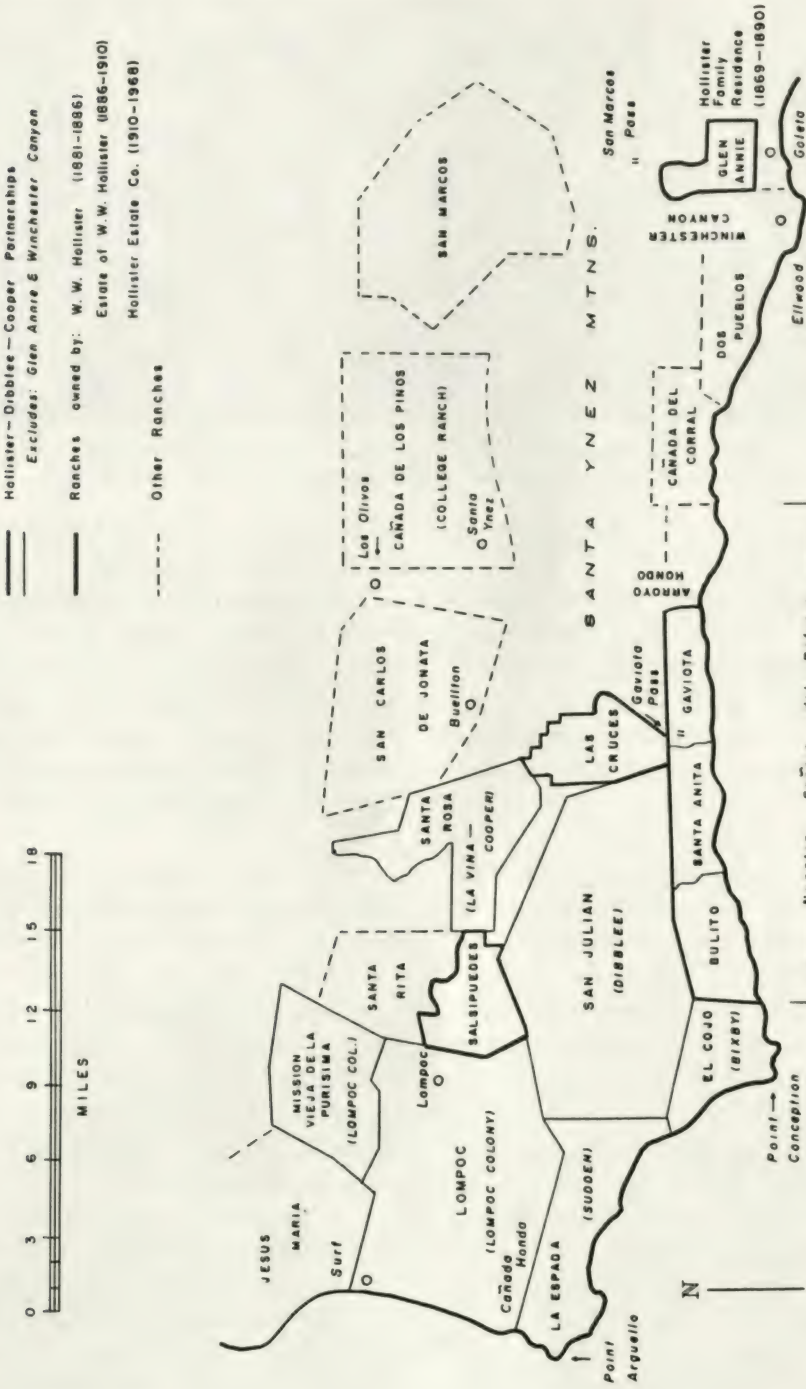 Hollister – Dibblee – Cooper Partnerships
Excludes: Glen Annie & Winchester Canyon
Ranches owned by: W. W. Hollister (1881-1886)
Estate of W. W. Hollister (1886-1910)
Hollister Estate Co. (1910-1968)
Other Ranches
0 3 6 9 12 15 18
MILES
JESUS
MARIA
Surf
MISSION
VIEJA DE LA
PURISIMA
(LOMPOC COL.)
SANTA
RITA
Lompoc
SALSIPUEDES
LOMPOC
(LOMPOC COLONY)
Cañada
Honda
LA ESPADA
(SUDDEN)
Point
Arguello
N
SANTA
ROSA
(LA VINA –
COOPER)
SAN CARLOS
DE JONATA
Buellton
Los Olivos
CAÑADA DE LOS PINOS
(COLLEGE RANCH)
Santa
Ynez
SAN MARCOS
SAN JULIAN
(DIBBLEE)
LAS
CRUCES
Gaviota
Pass
SANTA YNEZ MTNS.
San Marcos
Pass
EL COJO
(BIXBY)
Point
Conception
BULITO
SANTA ANITA
GAVIOTA
ARROYO
HONDO
CAÑADA DEL
CORRAL
DOS PUEBLOS
WINCHESTER
CANYON
GLEN
ANNIE
Hollister
Family
Residence
(1869-1890)
Ellwood
Goleta